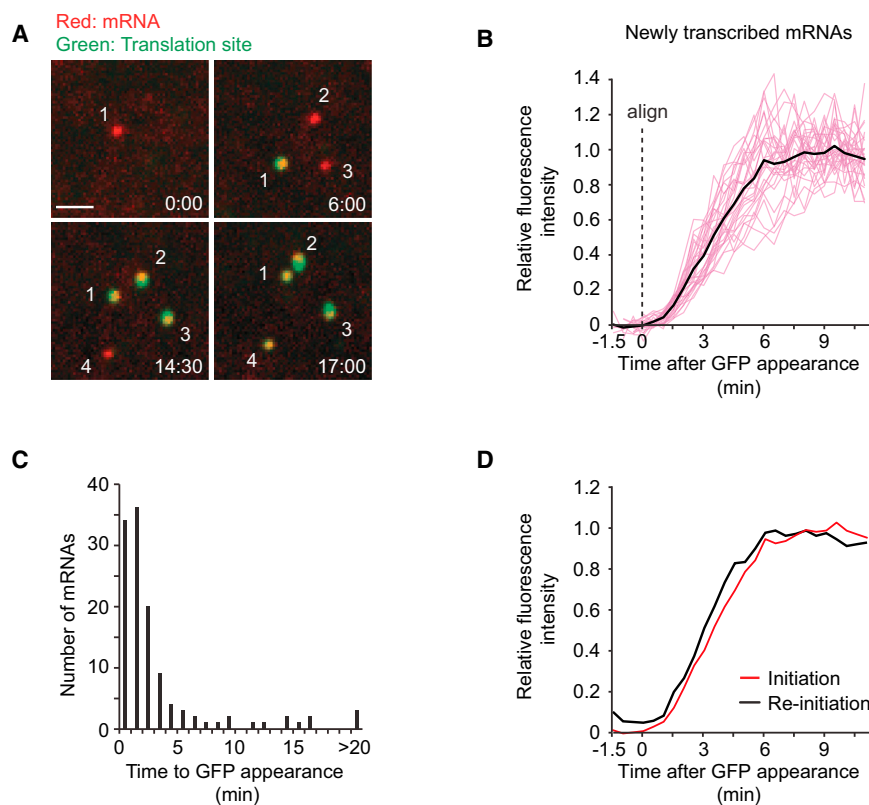 A
Red: mRNA
Green: Translation site
1
0:00
2
1
3
6:00
2
1
3
4
14:30
2
1
3
4
17:00
B
Newly transcribed mRNAs
align
Relative fluorescence
intensity
1.4
1.2
1.0
0.8
0.6
0.4
0.2
0
-1.5 0 3 6 9
Time after GFP appearance
(min)
C
Number of mRNAs
40
30
20
10
0
0 5 10 15 >20
Time to GFP appearance
(min)
D
Relative fluorescence
intensity
1.4
1.2
1.0
0.8
0.6
0.4
0.2
0
Initiation
Re-initiation
-1.5 0 3 6 9
Time after GFP appearance
(min)